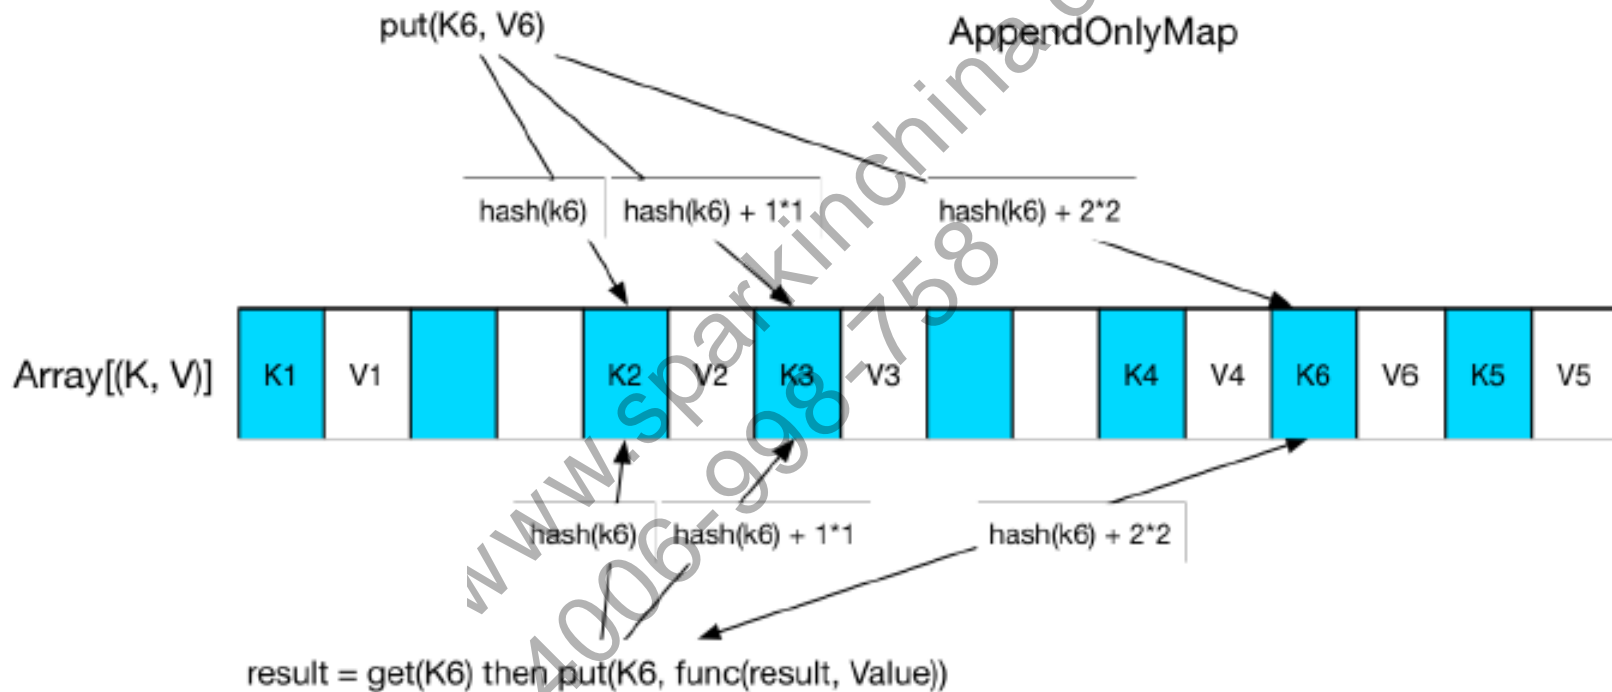 put(K6, V6)
AppendOnlyMap
hash(k6)
hash(k6) + 1*1
hash(k6) + 2*2
Array[(K, V)]
K1
V1
K2
V2
K3
V3
K4
V4
K6
V6
K5
V5
hash(k6)
hash(k6) + 1*1
hash(k6) + 2*2
result = get(K6) then put(K6, func(result, Value))
www.sparkinchina.
4006-998-758